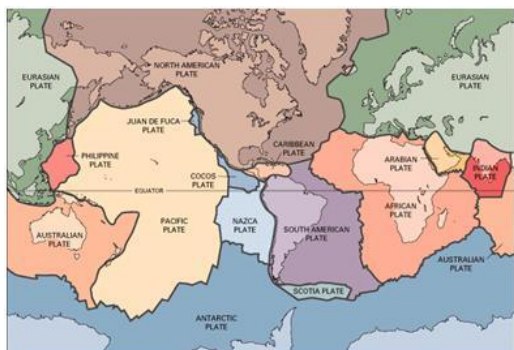 EURASIAN
PLATE
NORTH AMERICAN
PLATE
EURASIAN
PLATE
JUAN DE FUCA
PLATE
CARIBBEAN
PLATE
PHILIPPINE
PLATE
COCOS
PLATE
ARABIAN
PLATE
INDIAN
PLATE
EQUATOR
AUSTRALIAN
PLATE
PACIFIC
PLATE
NAZCA
PLATE
SOUTH AMERICAN
PLATE
AFRICAN
PLATE
AUSTRALIAN
PLATE
SCOTIA PLATE
ANTARCTIC
PLATE